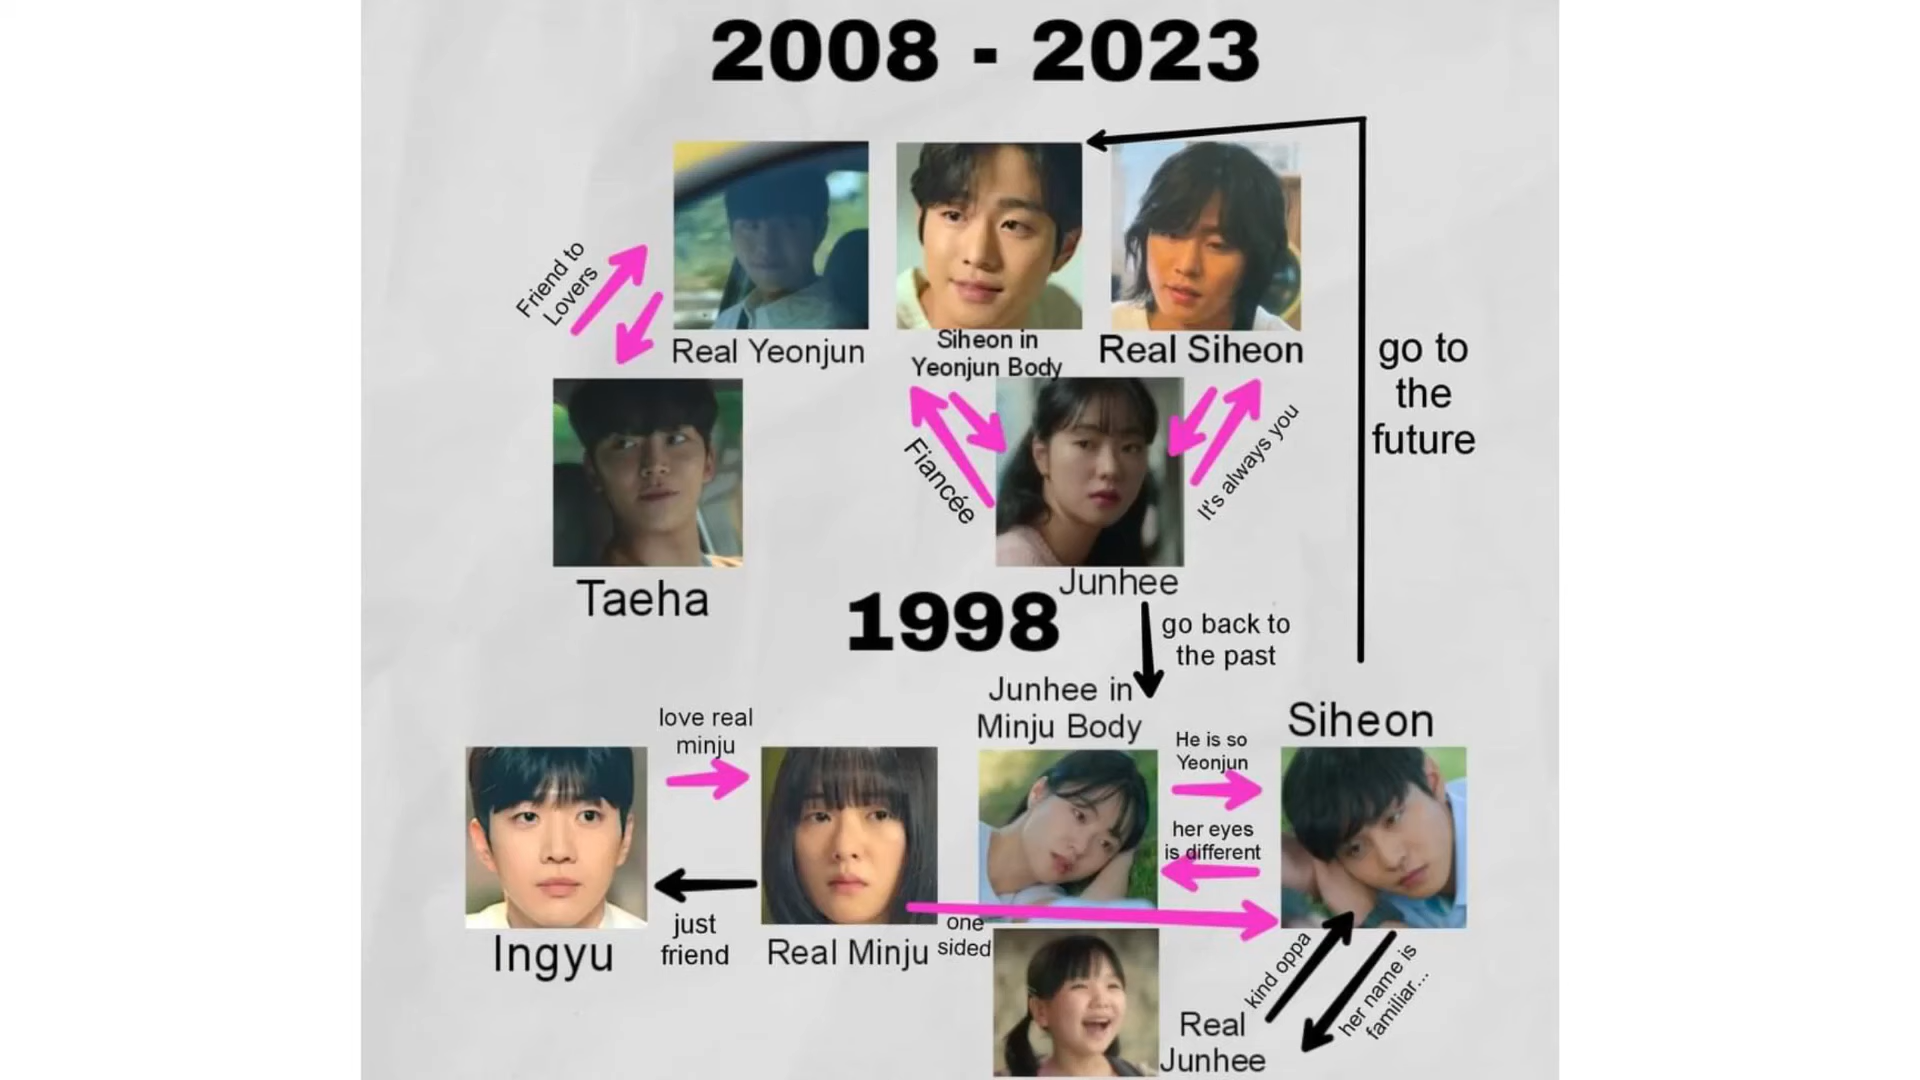 2008 - 2023
Friend to
Lovers
Real Yeonjun
Siheon in
Yeonjun Body
Real Siheon
go to
the
future
Fiancée
It's always you
Taeha
Junhee
1998
go back to
the past
Junhee in
Minju Body
Siheon
love real
minju
He is so
Yeonjun
her eyes
is different
just
friend
one
sided
Ingyu
Real Minju
kind oppa
her name is
familiar...
Real
Junhee